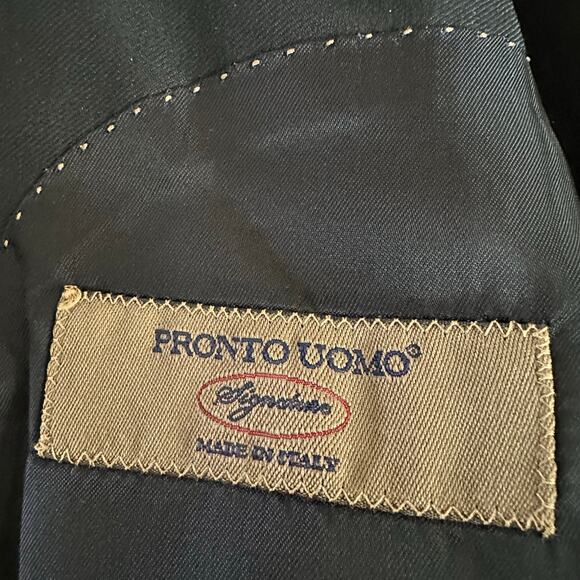 PRONTO UOMO®
Signature
MADE IN ITALY